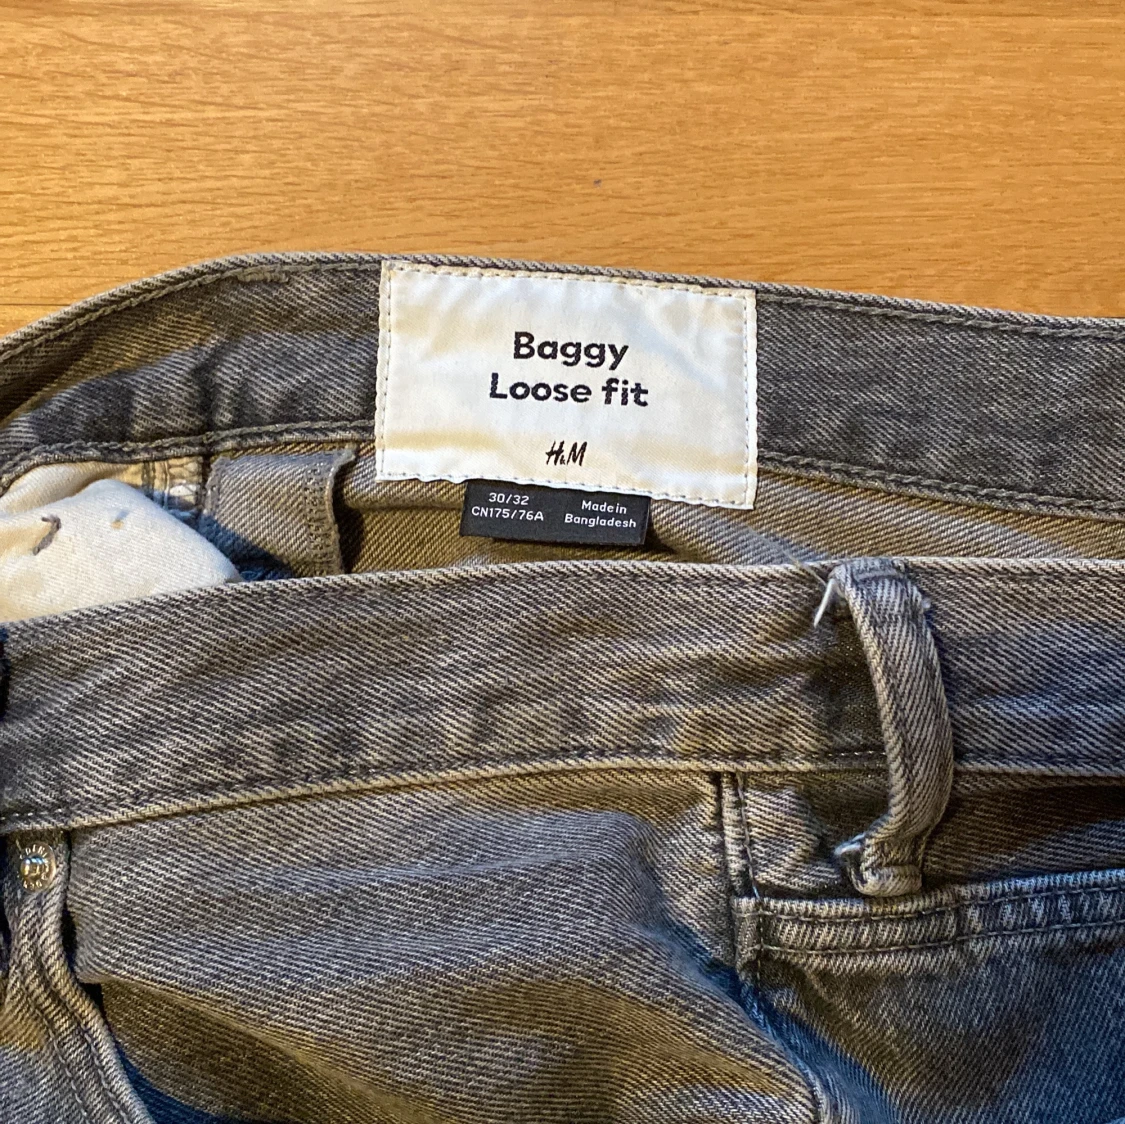 Baggy
Loose fit
H&M
30/32
CN175/76A
Made in
Bangladesh